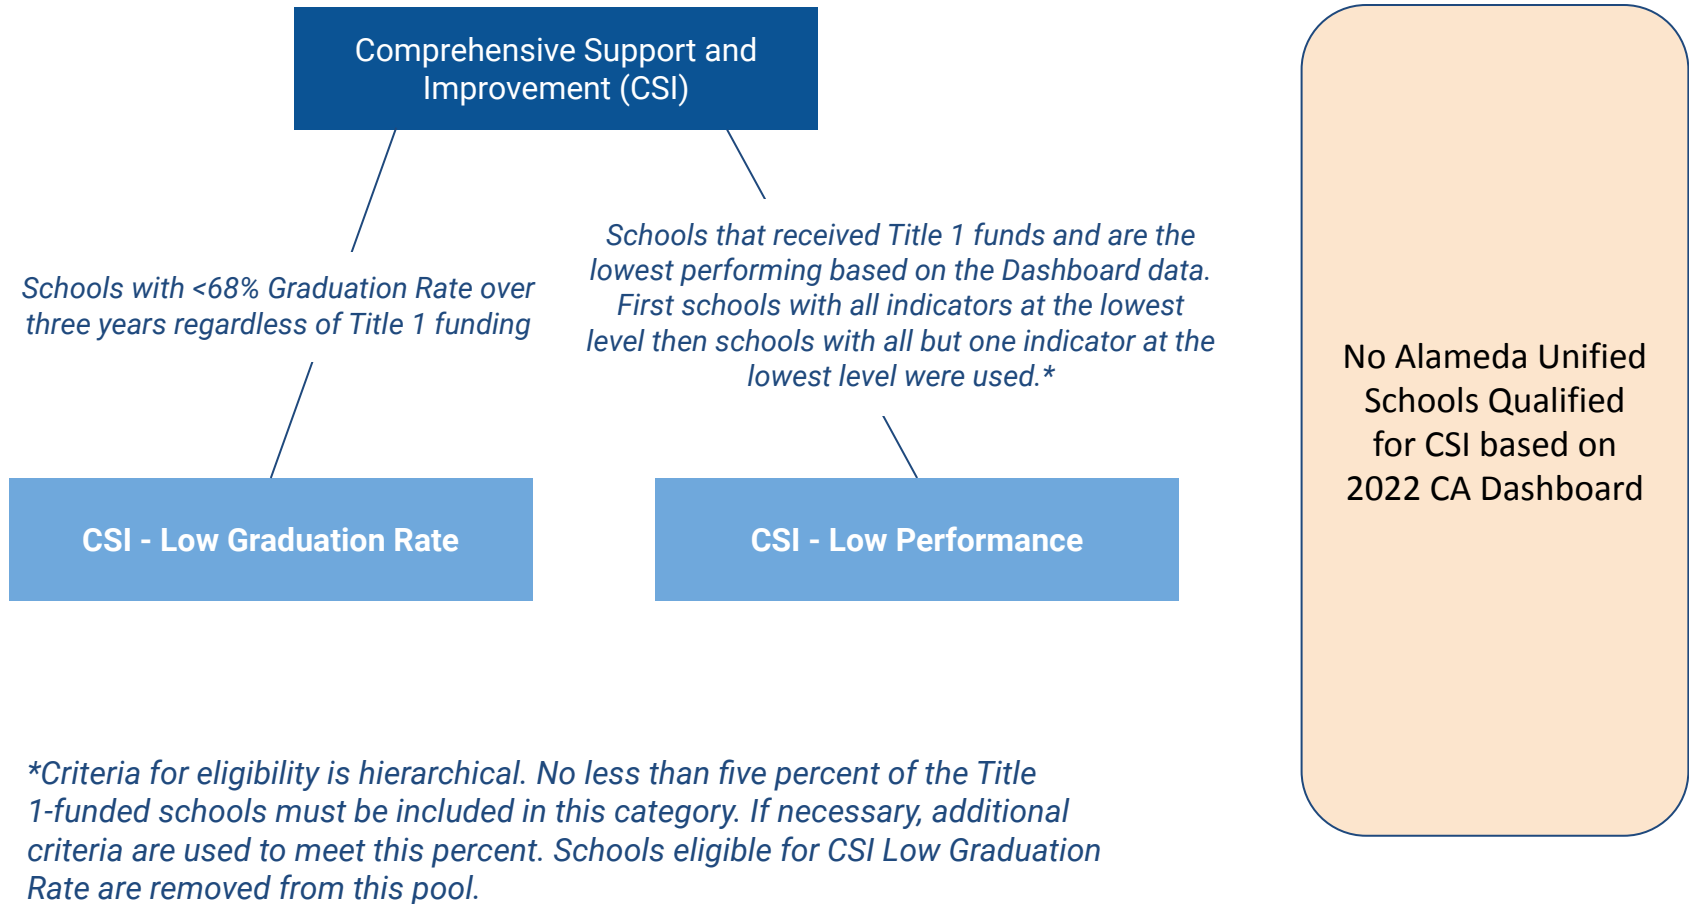 Comprehensive Support and
Improvement (CSI)
Schools with <68% Graduation Rate over
three years regardless of Title 1 funding
Schools that received Title 1 funds and are the
lowest performing based on the Dashboard data.
First schools with all indicators at the lowest
level then schools with all but one indicator at the
lowest level were used.*
CSI - Low Graduation Rate
CSI - Low Performance
No Alameda Unified
Schools Qualified
for CSI based on
2022 CA Dashboard
*Criteria for eligibility is hierarchical. No less than five percent of the Title
1-funded schools must be included in this category. If necessary, additional
criteria are used to meet this percent. Schools eligible for CSI Low Graduation
Rate are removed from this pool.